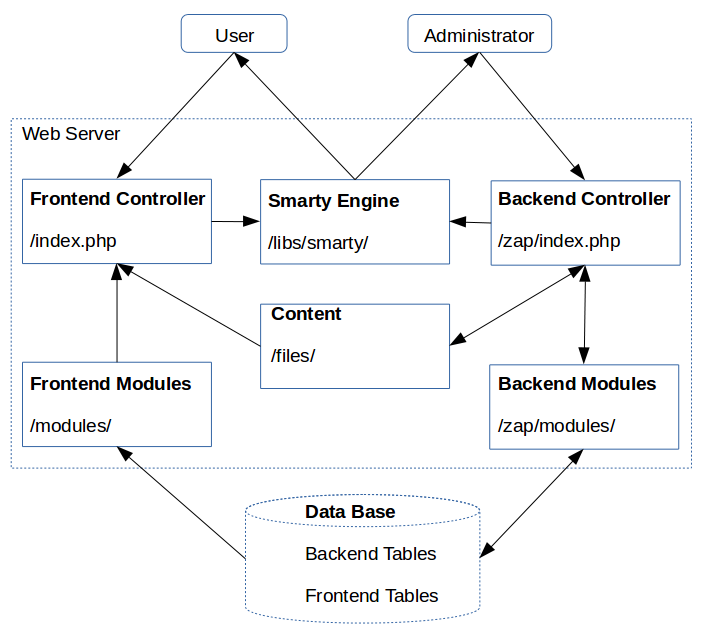 User
Administrator
Web Server
Frontend Controller
/index.php
Smarty Engine
/libs/smarty/
Backend Controller
/zap/index.php
Content
/files/
Frontend Modules
/modules/
Backend Modules
/zap/modules/
Data Base
Backend Tables
Frontend Tables